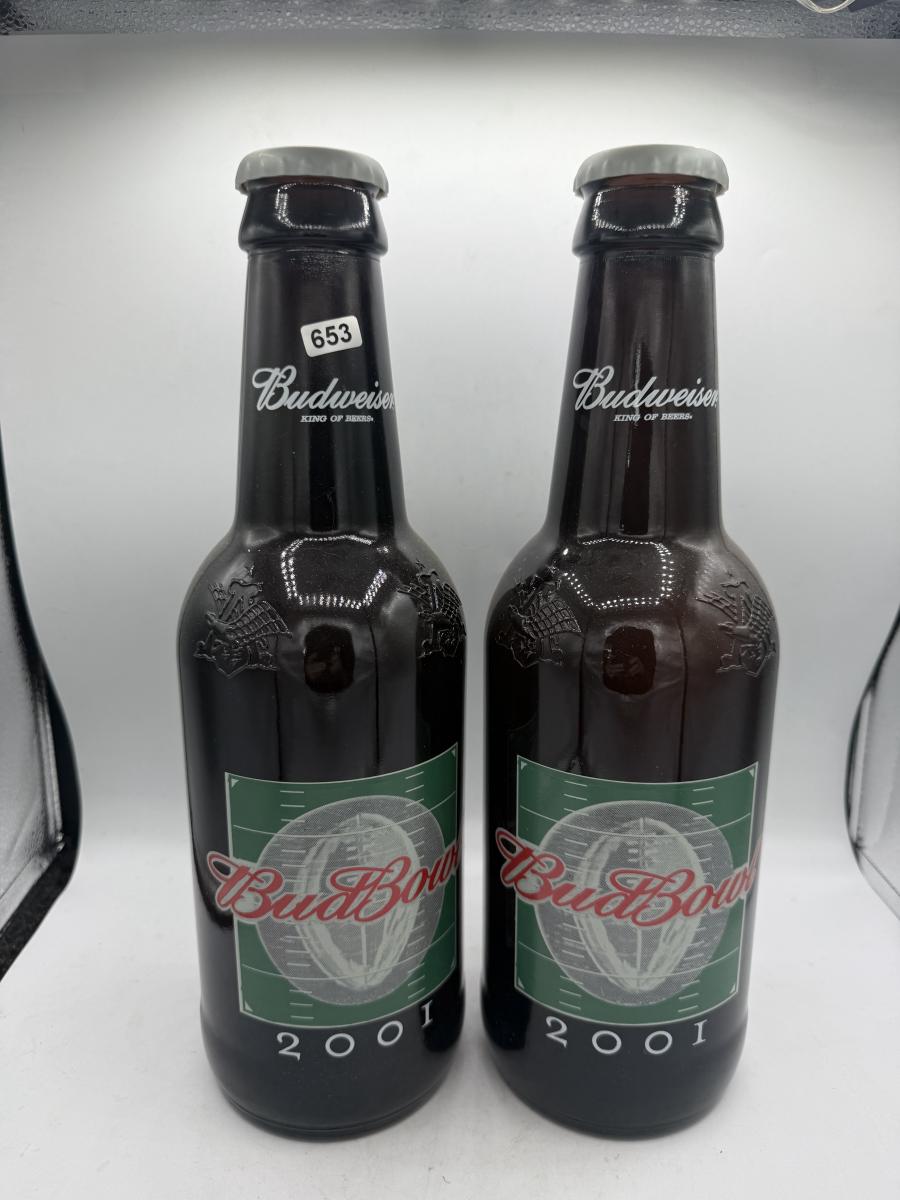 653
Budweiser
KING OF BEERS®
BudBowl
2001
Budweiser
KING OF BEERS®
BudBowl
2001